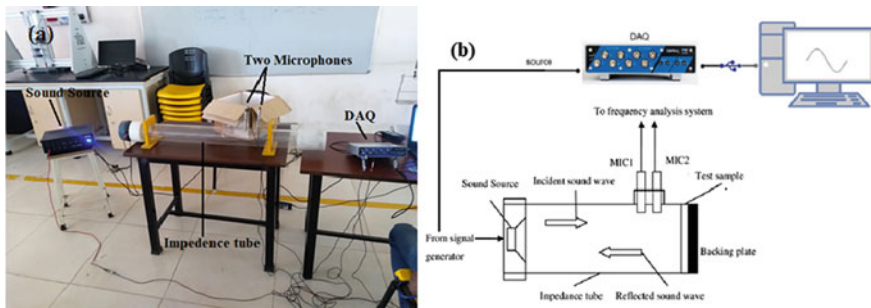 (a)
Two Microphones
Sound Source
DAQ
Impedence tube
(b)
DAQ
source
To frequency analysis system
MIC1
MIC2
Sound Source
Incident sound wave
Test sample
From signal
generator
Backing plate
Impedance tube
Reflected sound wave